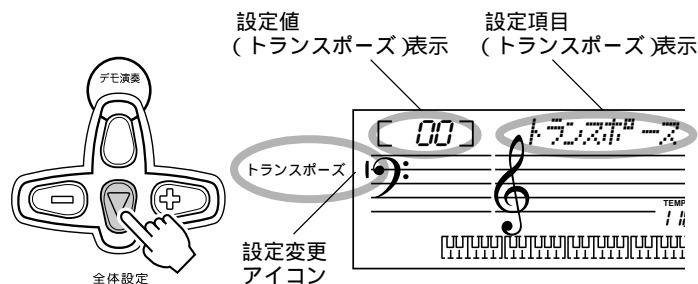 設定値
(トランスポーズ)表示
設定項目
(トランスポーズ)表示
デモ演奏
[ 00]
トランスポーズ
トランスポーズ
TEMP
設定変更
アイコン
全体設定